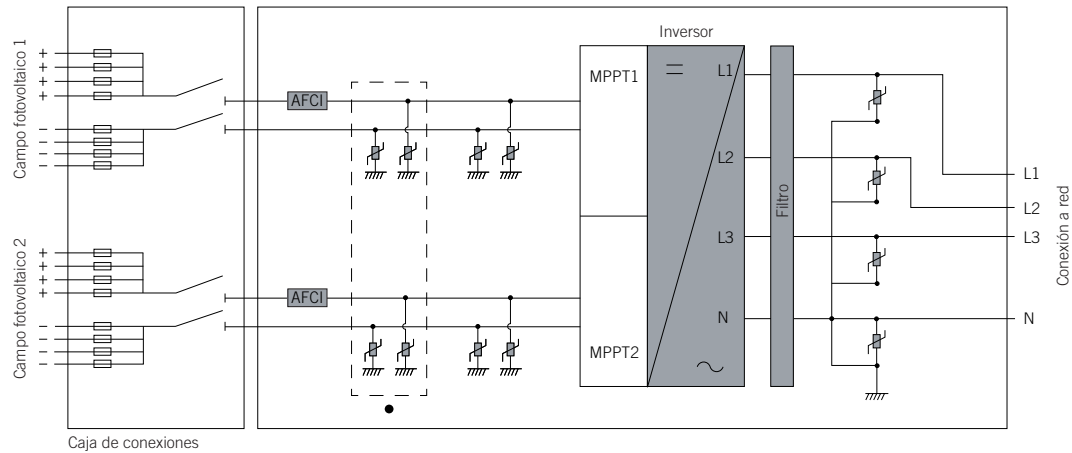 Inversor
Campo fotovoltaico 1
+
+
+
+
−
−
−
−
AFCI
MPPT1
L1
L2
L3
N
Filtro
L1
L2
L3
N
Conexión a red
Campo fotovoltaico 2
+
+
+
+
−
−
−
−
AFCI
MPPT2
Caja de conexiones